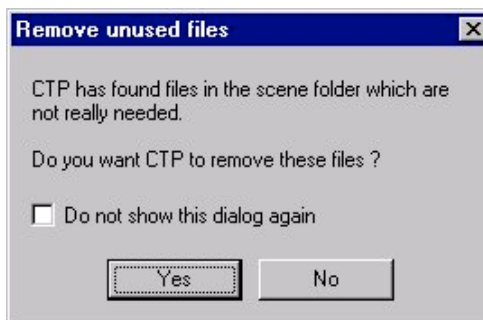 Remove unused files
CTP has found files in the scene folder which are
not really needed.
Do you want CTP to remove these files ?
Do not show this dialog again
Yes
No